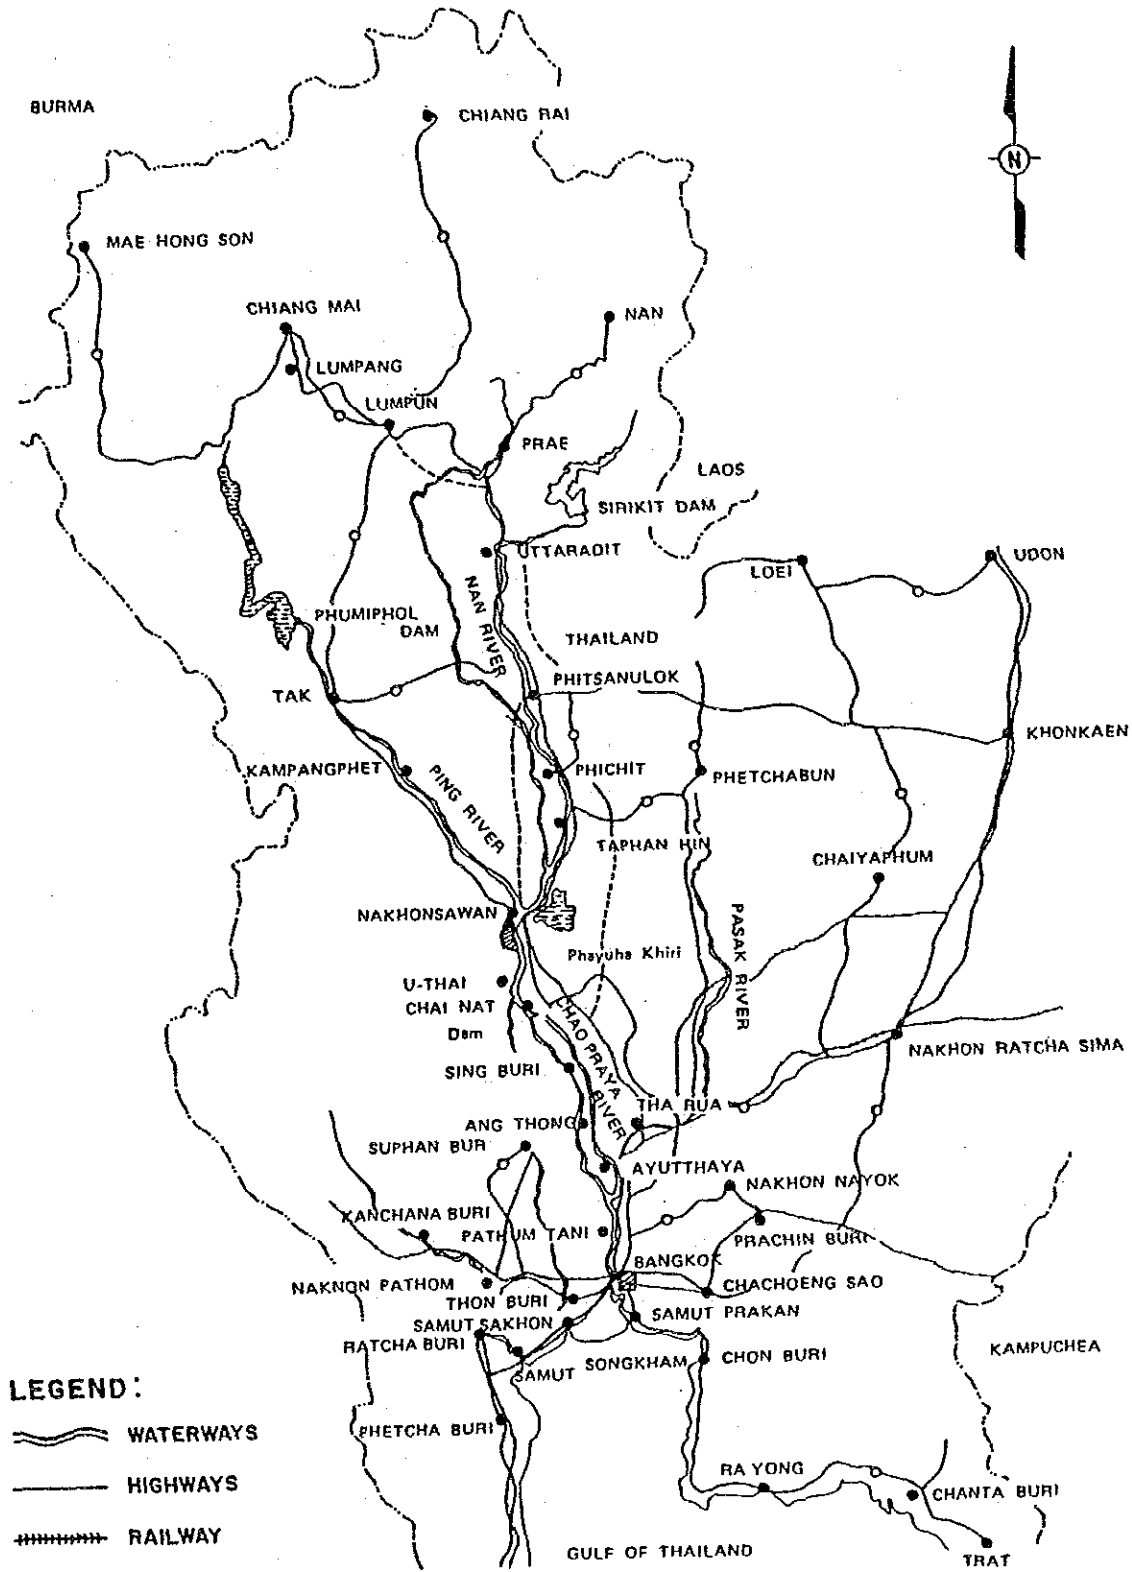 BURMA
CHIANG RAI
N
MAE HONG SON
CHIANG MAI
NAN
LUMPANG
LUMPUN
PRAE
LAOS
SIRIKIT DAM
UTTARADIT
LOEI
UDON
NAN RIVER
PHUMIPHOL
DAM
THAILAND
PHITSANULOK
TAK
KHONKAEN
KAMPANGPHET
PING RIVER
PHICHIT
PHETCHABUN
TAPHAN HIN
CHAIYAPHUM
NAKHONSAWAN
PASAK RIVER
Phayuha Khiri
U-THAI
CHAI NAT
Dam
CHAO PRAYA
RIVER
NAKHON RATCHA SIMA
SING BURI
THA RUA
ANG THONG
SUPHAN BUR
AYUTTHAYA
NAKHON NAYOK
KANCHANA BURI
PATHUM TANI
PRACHIN BURI
BANGKOK
NAKNON PATHOM
CHACHOENG SAO
THON BURI
SAMUT PRAKAN
SAMUT SAKHON
RATCHA BURI
SAMUT SONGKHAM
CHON BURI
KAMPUCHEA
LEGEND:
WATERWAYS
PHETCHA BURI
HIGHWAYS
RA YONG
CHANTA BURI
RAILWAY
GULF OF THAILAND
TRAT